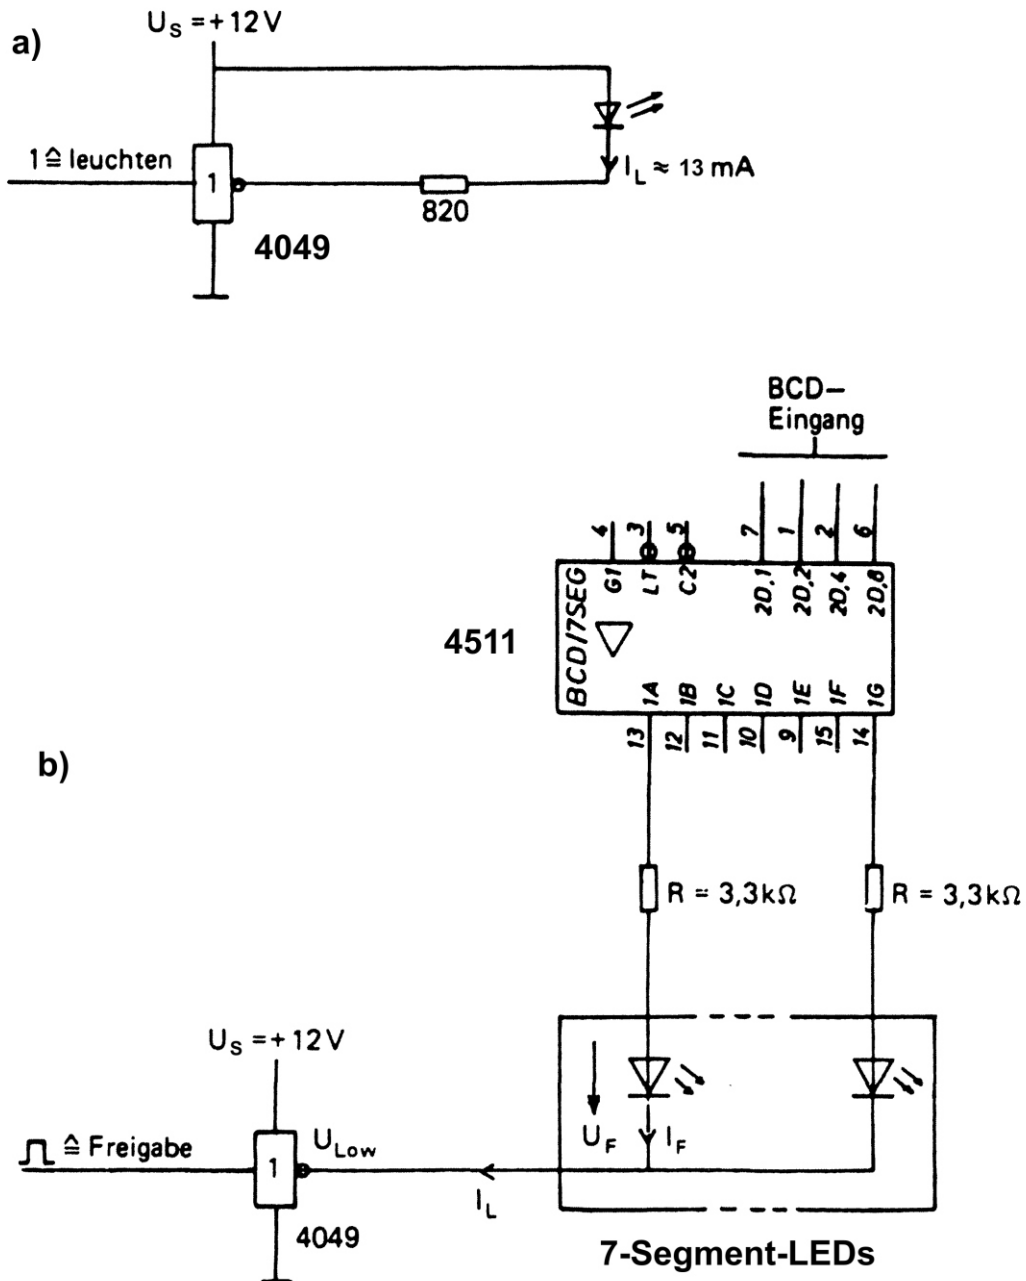 a)
U_S = +12V
1 ≙ leuchten
1
I_L ≈ 13 mA
820
4049
BCD–
Eingang
4 3 5 7 1 2 6
G1 LT C2 2D,1 2D,2 2D,4 2D,8
BCD/7SEG
4511
1A 1B 1C 1D 1E 1F 1G
13 12 11 10 9 15 14
b)
R = 3,3kΩ R = 3,3kΩ
U_S = +12V
U_F I_F
≙ Freigabe
1
U_Low
I_L
4049
7-Segment-LEDs